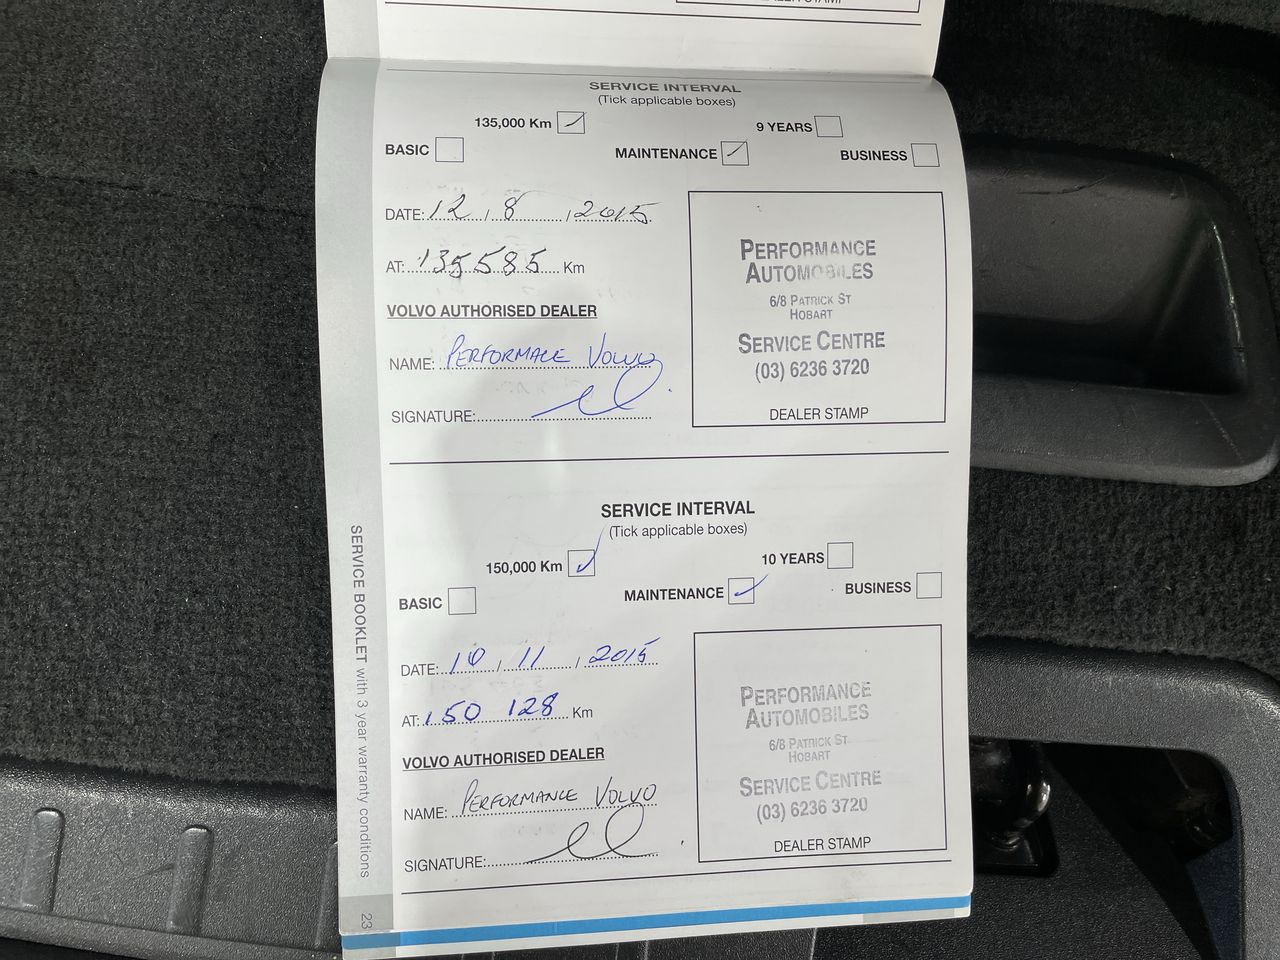 SERVICE INTERVAL
(Tick applicable boxes)
135,000 Km
9 YEARS
BASIC
MAINTENANCE
BUSINESS
DATE: 12 / 8 / 2015
AT: 135585 Km
VOLVO AUTHORISED DEALER
NAME: PERFORMACE VOLVO
SIGNATURE:
PERFORMANCE
AUTOMOBILES
6/8 PATRICK ST
HOBART
SERVICE CENTRE
(03) 6236 3720
DEALER STAMP
SERVICE INTERVAL
(Tick applicable boxes)
150,000 Km
10 YEARS
BASIC
MAINTENANCE
BUSINESS
DATE: 10 / 11 / 2015
AT: 150 128 Km
VOLVO AUTHORISED DEALER
NAME: PERFORMANCE VOLVO
SIGNATURE:
PERFORMANCE
AUTOMOBILES
6/8 PATRICK ST
HOBART
SERVICE CENTRE
(03) 6236 3720
DEALER STAMP
SERVICE BOOKLET with 3 year warranty conditions
23